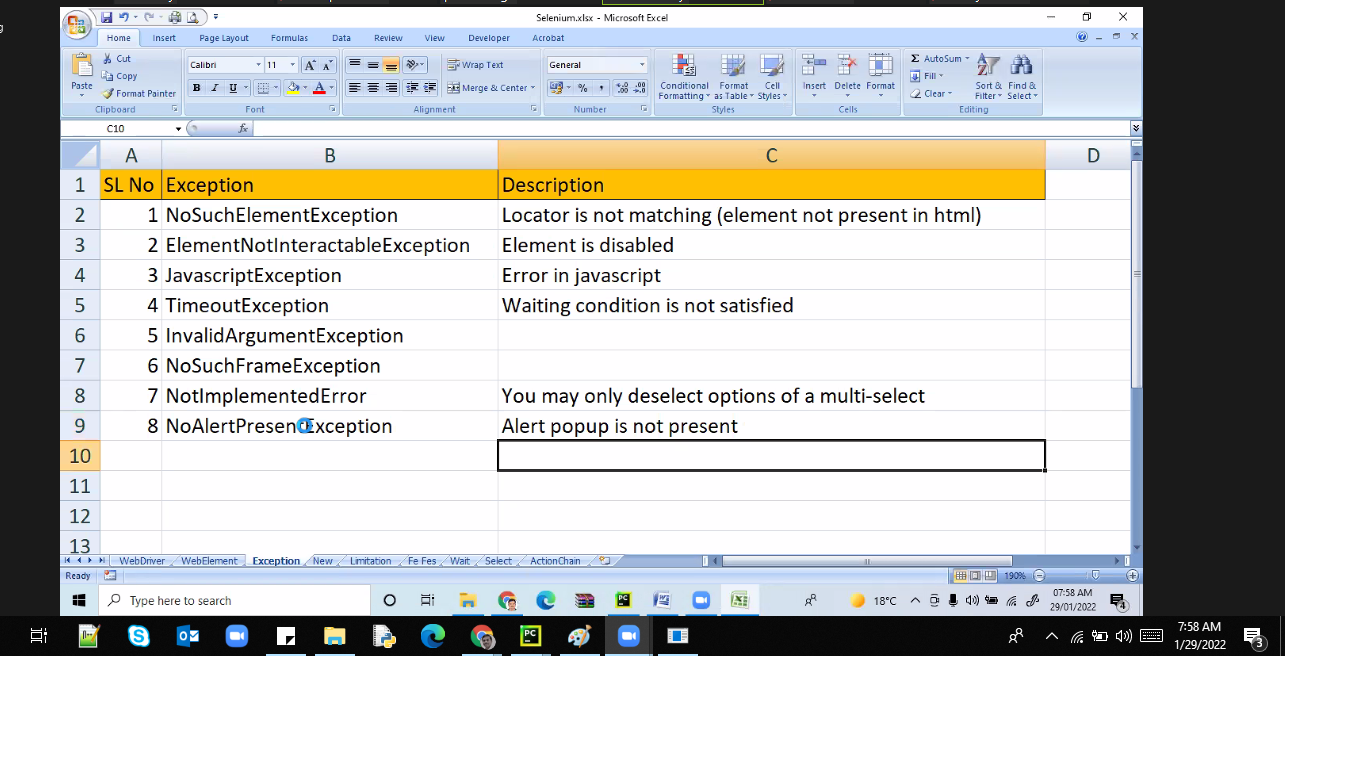 Selenium.xlsx - Microsoft Excel
Home Insert Page Layout Formulas Data Review View Developer Acrobat
Cut
Copy
Format Painter
Paste
Clipboard
Calibri 11
B I U
Font
Wrap Text
Merge & Center
Alignment
General
%
Number
Conditional Formatting
Format as Table
Cell Styles
Styles
Insert Delete Format
Cells
Σ AutoSum
Fill
Clear
Sort & Filter
Find & Select
Editing
C10 fx
A B C D
1 SL No Exception Description
2 1 NoSuchElementException Locator is not matching (element not present in html)
3 2 ElementNotInteractableException Element is disabled
4 3 JavascriptException Error in javascript
5 4 TimeoutException Waiting condition is not satisfied
6 5 InvalidArgumentException
7 6 NoSuchFrameException
8 7 NotImplementedError You may only deselect options of a multi-select
9 8 NoAlertPresentException Alert popup is not present
10
11
12
13
WebDriver WebElement Exception New Limitation Fe Fes Wait Select ActionChain
Ready 190%
Type here to search 18°C 07:58 AM
29/01/2022 4
7:58 AM
1/29/2022 3